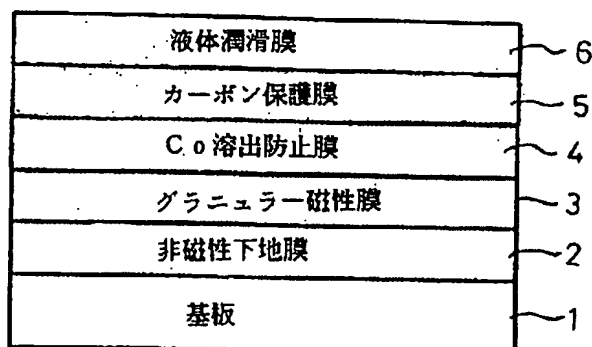 液体潤滑膜 6
カーボン保護膜 5
Co溶出防止膜 4
グラニュラー磁性膜 3
非磁性下地膜 2
基板 1